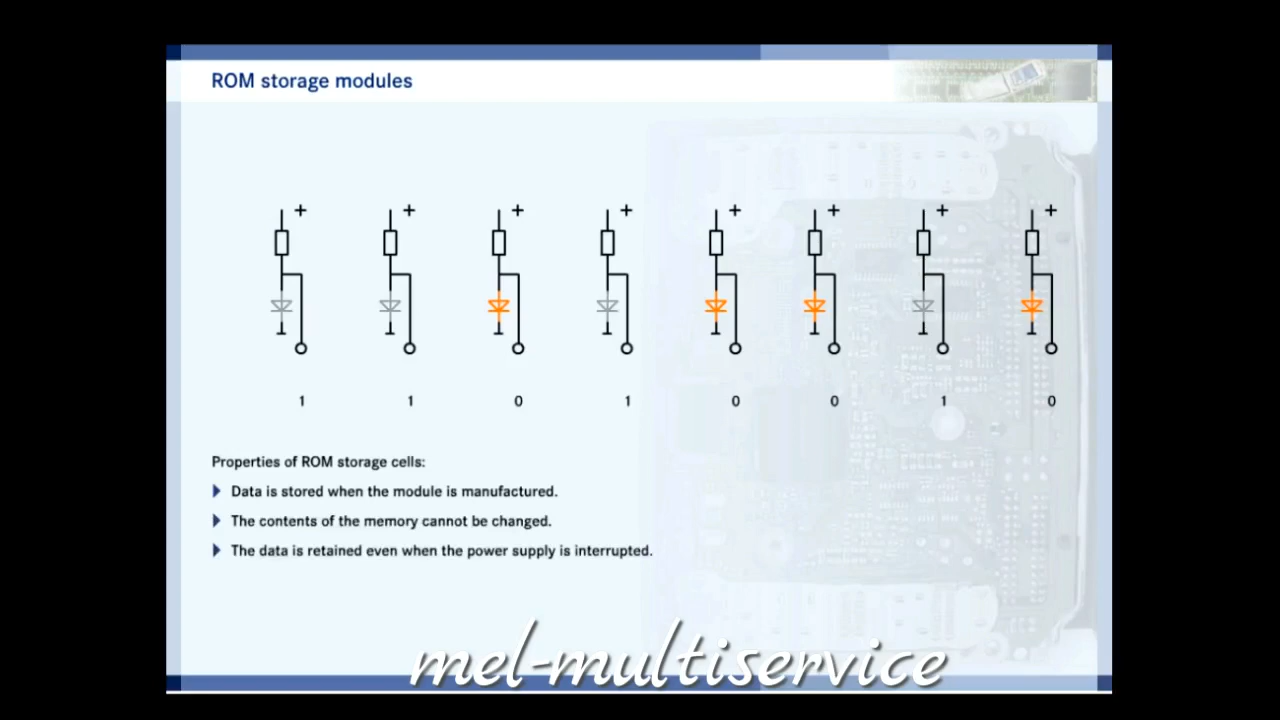 ROM storage modules
+ + + + + + + +
1 1 0 1 0 0 1 0
Properties of ROM storage cells:
Data is stored when the module is manufactured.
The contents of the memory cannot be changed.
The data is retained even when the power supply is interrupted.
mel-multiservice